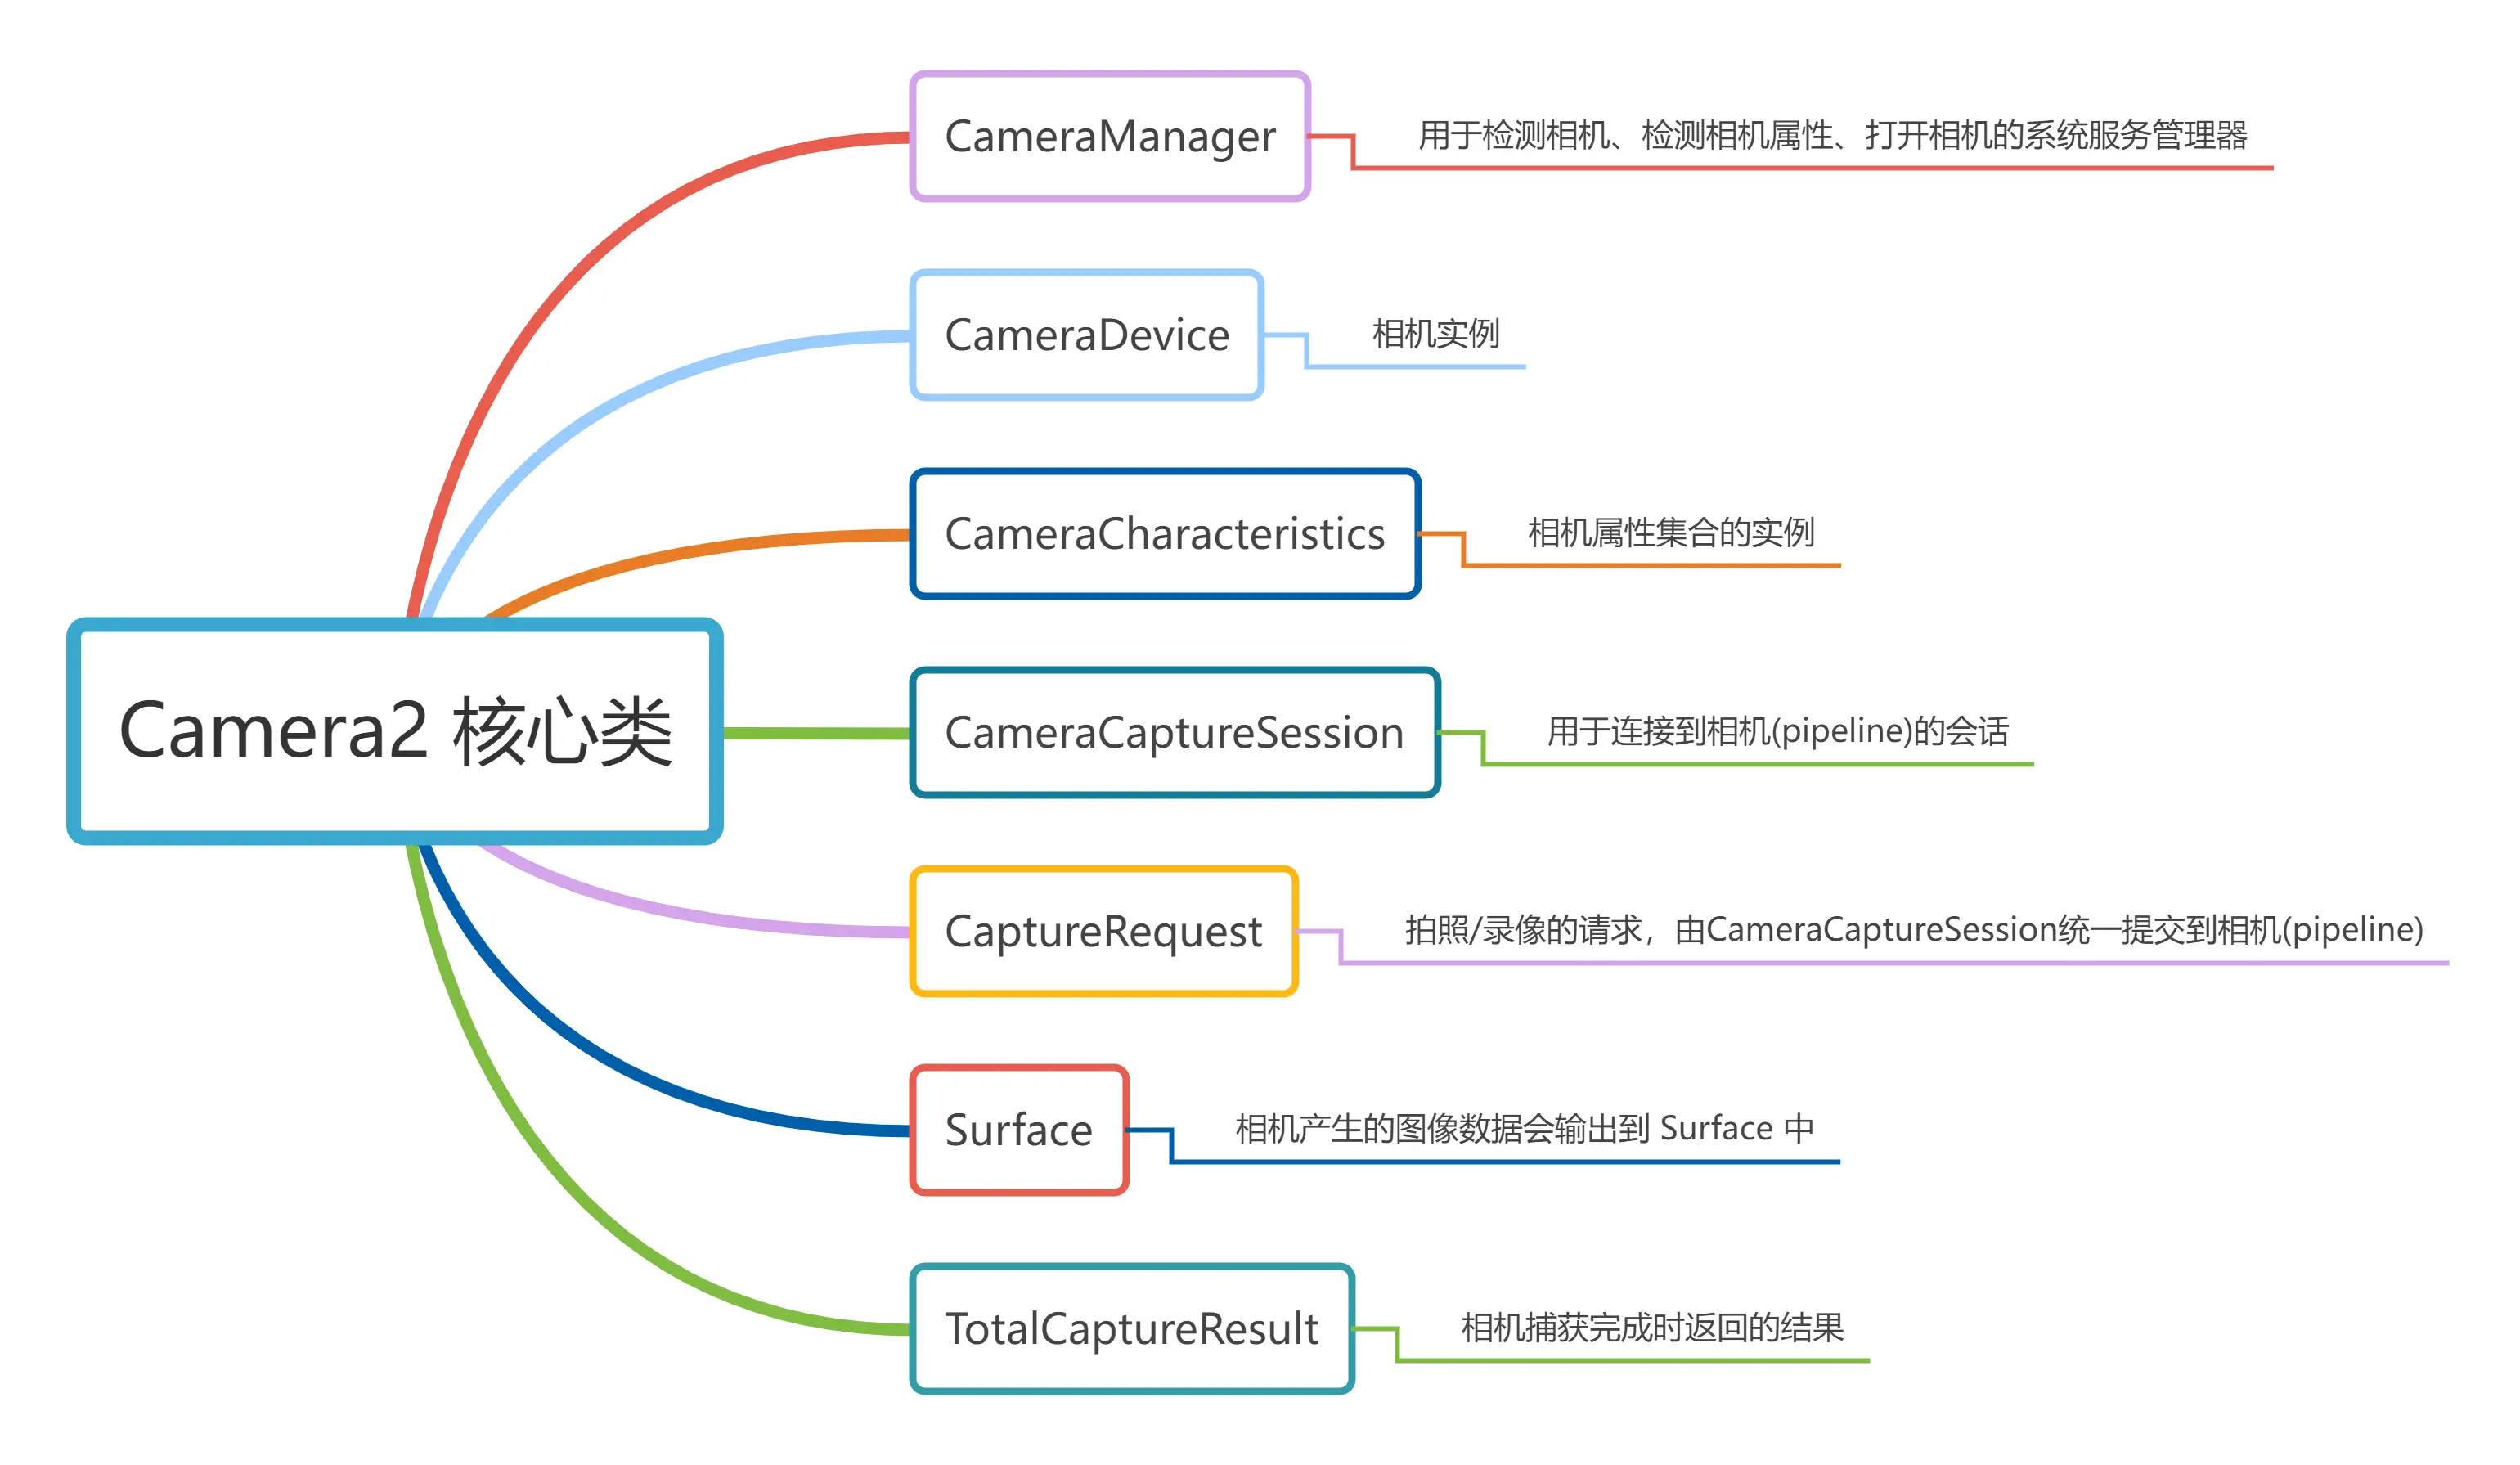 CameraManager
用于检测相机、检测相机属性、打开相机的系统服务管理器
CameraDevice
相机实例
CameraCharacteristics
相机属性集合的实例
Camera2 核心类
CameraCaptureSession
用于连接到相机(pipeline)的会话
CaptureRequest
拍照/录像的请求，由CameraCaptureSession统一提交到相机(pipeline)
Surface
相机产生的图像数据会输出到 Surface 中
TotalCaptureResult
相机捕获完成时返回的结果